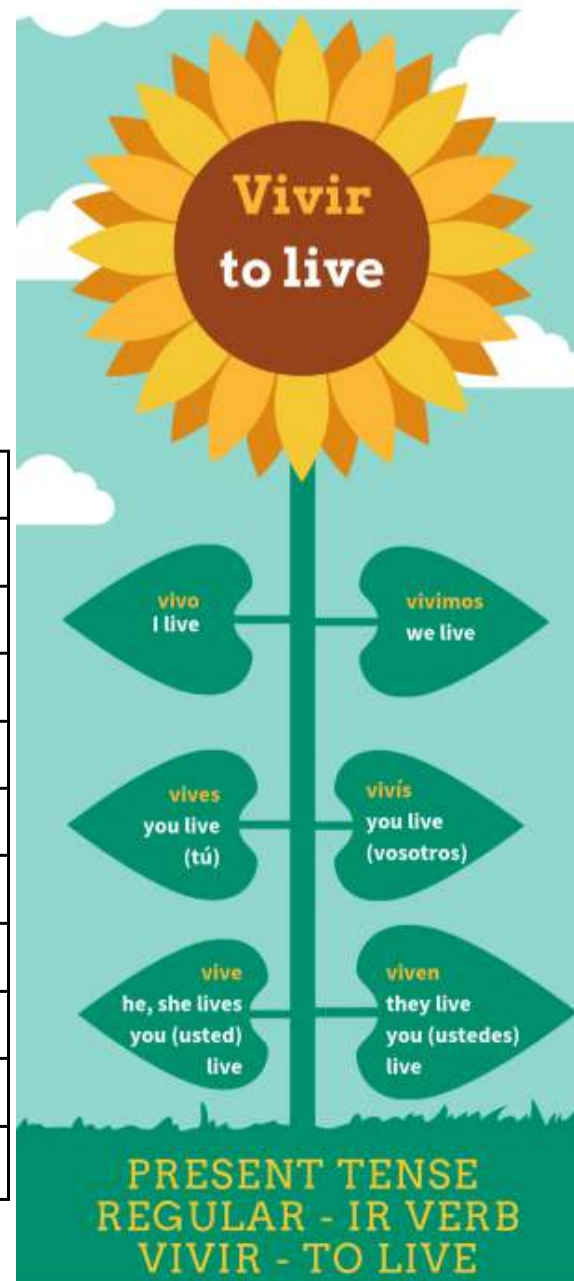 Vivir
to live
vivo
I live
vivimos
we live
vives
you live
(tú)
vivís
you live
(vosotros)
vive
he, she lives
you (usted)
live
viven
they live
you (ustedes)
live
PRESENT TENSE
REGULAR - IR VERB
VIVIR - TO LIVE